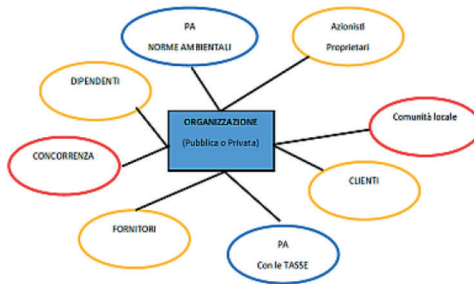 PA
NORME AMBIENTALI
Azionisti
Proprietari
DIPENDENTI
ORGANIZZAZIONE
(Pubblica o Privata)
Comunità locale
CONCORRENZA
CLIENTI
FORNITORI
PA
Con le TASSE